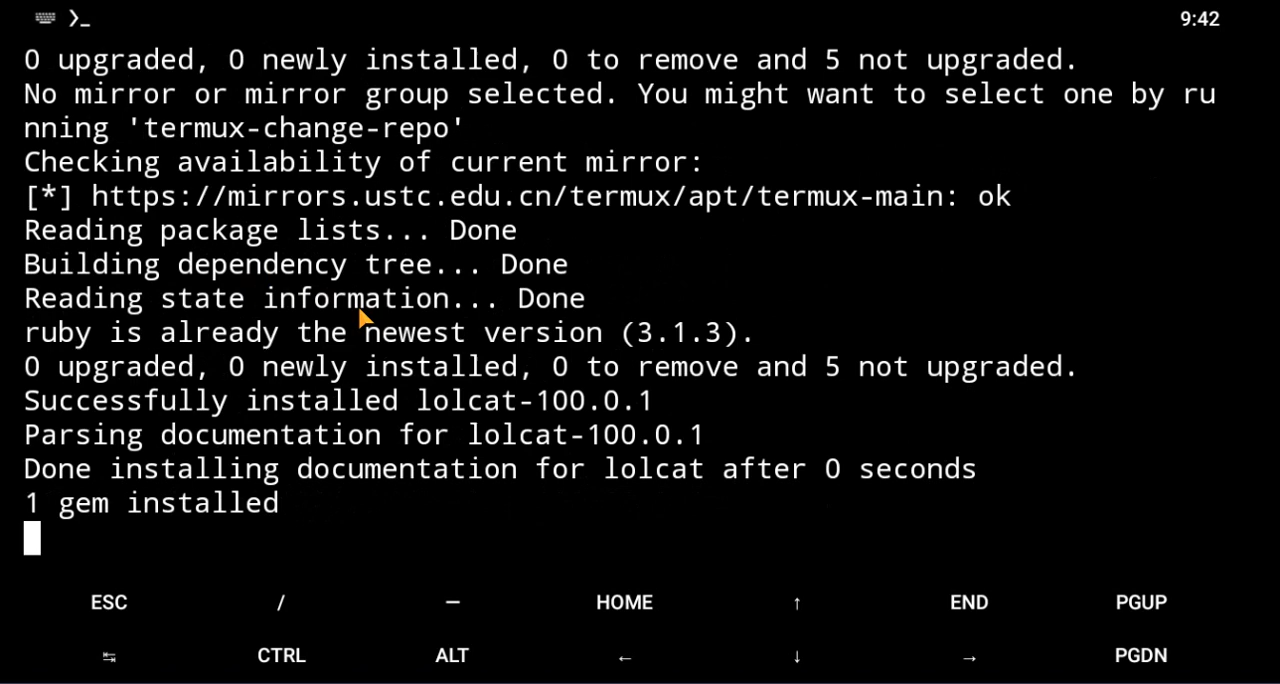 9:42
0 upgraded, 0 newly installed, 0 to remove and 5 not upgraded.
No mirror or mirror group selected. You might want to select one by ru
nning 'termux-change-repo'
Checking availability of current mirror:
[*] https://mirrors.ustc.edu.cn/termux/apt/termux-main: ok
Reading package lists... Done
Building dependency tree... Done
Reading state information... Done
ruby is already the newest version (3.1.3).
0 upgraded, 0 newly installed, 0 to remove and 5 not upgraded.
Successfully installed lolcat-100.0.1
Parsing documentation for lolcat-100.0.1
Done installing documentation for lolcat after 0 seconds
1 gem installed
ESC / — HOME ↑ END PGUP
↹ CTRL ALT ← ↓ → PGDN